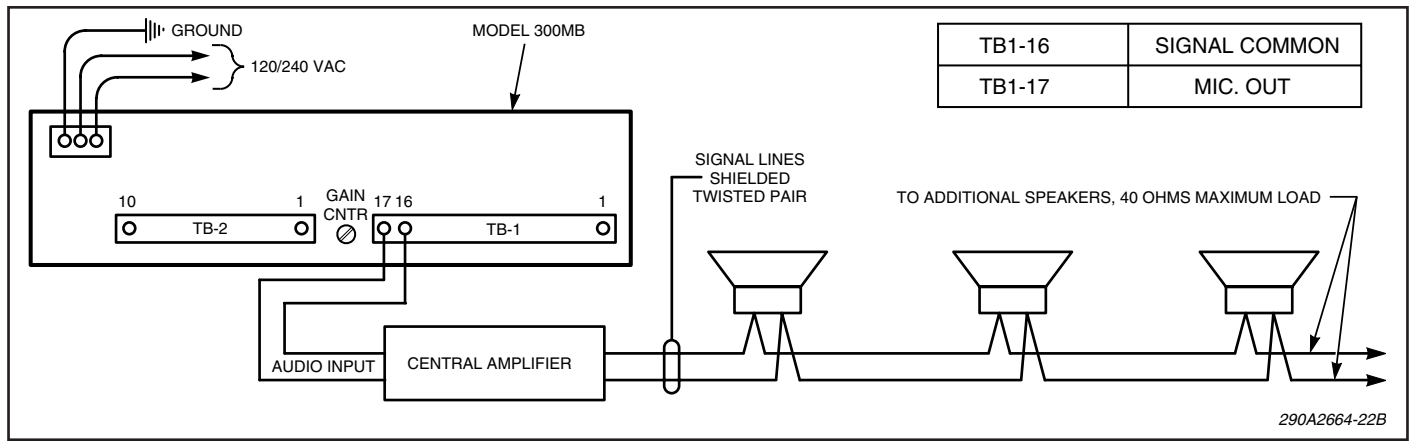 GROUND
120/240 VAC
MODEL 300MB
TB1-16 SIGNAL COMMON
TB1-17 MIC. OUT
10
1
TB-2
GAIN
CNTR
17 16
1
TB-1
SIGNAL LINES
SHIELDED
TWISTED PAIR
TO ADDITIONAL SPEAKERS, 40 OHMS MAXIMUM LOAD
AUDIO INPUT
CENTRAL AMPLIFIER
290A2664-22B